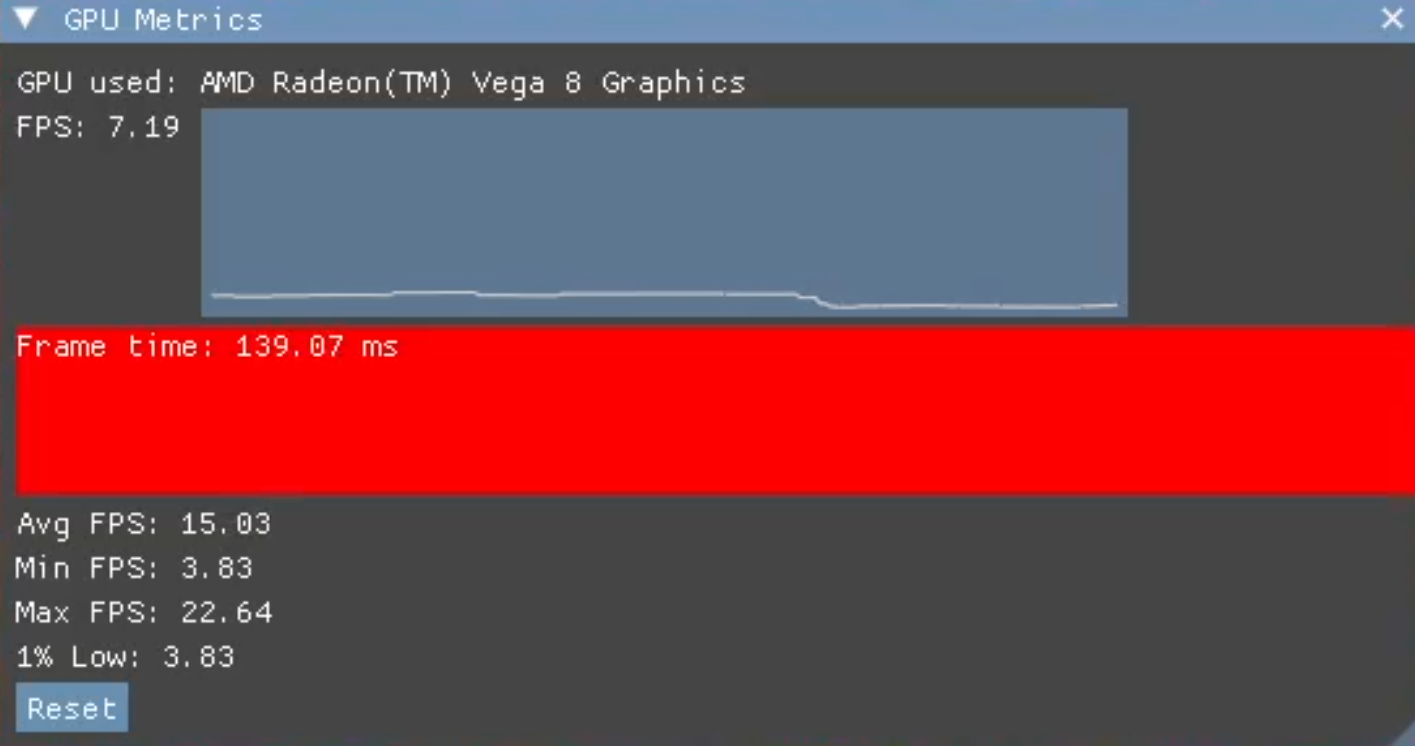 GPU Metrics
GPU used: AMD Radeon(TM) Vega 8 Graphics
FPS: 7.19
Frame time: 139.07 ms
Avg FPS: 15.03
Min FPS: 3.83
Max FPS: 22.64
1% Low: 3.83
Reset